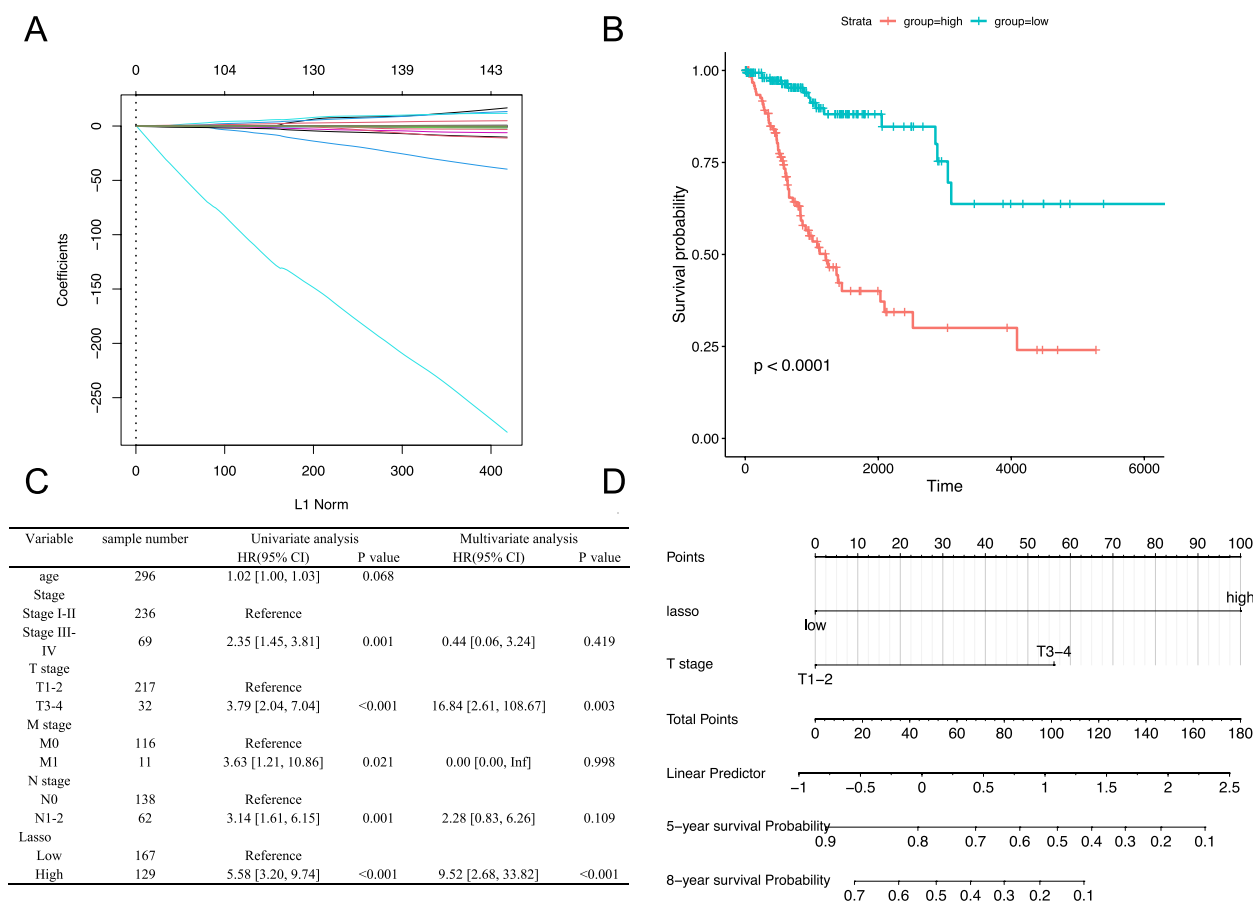 A
0 104 130 139 143
Coefficients
0
−50
−100
−150
−200
−250
0 100 200 300 400
L1 Norm
B
Strata group=high group=low
Survival probability
1.00
0.75
0.50
0.25
0.00
p < 0.0001
0 2000 4000 6000
Time
C
Variable sample number Univariate analysis Multivariate analysis
HR(95% CI) P value HR(95% CI) P value
age 296 1.02 [1.00, 1.03] 0.068
Stage
Stage I-II 236 Reference
Stage III-
IV 69 2.35 [1.45, 3.81] 0.001 0.44 [0.06, 3.24] 0.419
T stage
T1-2 217 Reference
T3-4 32 3.79 [2.04, 7.04] <0.001 16.84 [2.61, 108.67] 0.003
M stage
M0 116 Reference
M1 11 3.63 [1.21, 10.86] 0.021 0.00 [0.00, Inf] 0.998
N stage
N0 138 Reference
N1-2 62 3.14 [1.61, 6.15] 0.001 2.28 [0.83, 6.26] 0.109
Lasso
Low 167 Reference
High 129 5.58 [3.20, 9.74] <0.001 9.52 [2.68, 33.82] <0.001
D
0 10 20 30 40 50 60 70 80 90 100
Points
high
lasso
low
T3−4
T stage
T1−2
Total Points
0 20 40 60 80 100 120 140 160 180
Linear Predictor
−1 −0.5 0 0.5 1 1.5 2 2.5
5−year survival Probability
0.9 0.8 0.7 0.6 0.5 0.4 0.3 0.2 0.1
8−year survival Probability
0.7 0.6 0.5 0.4 0.3 0.2 0.1